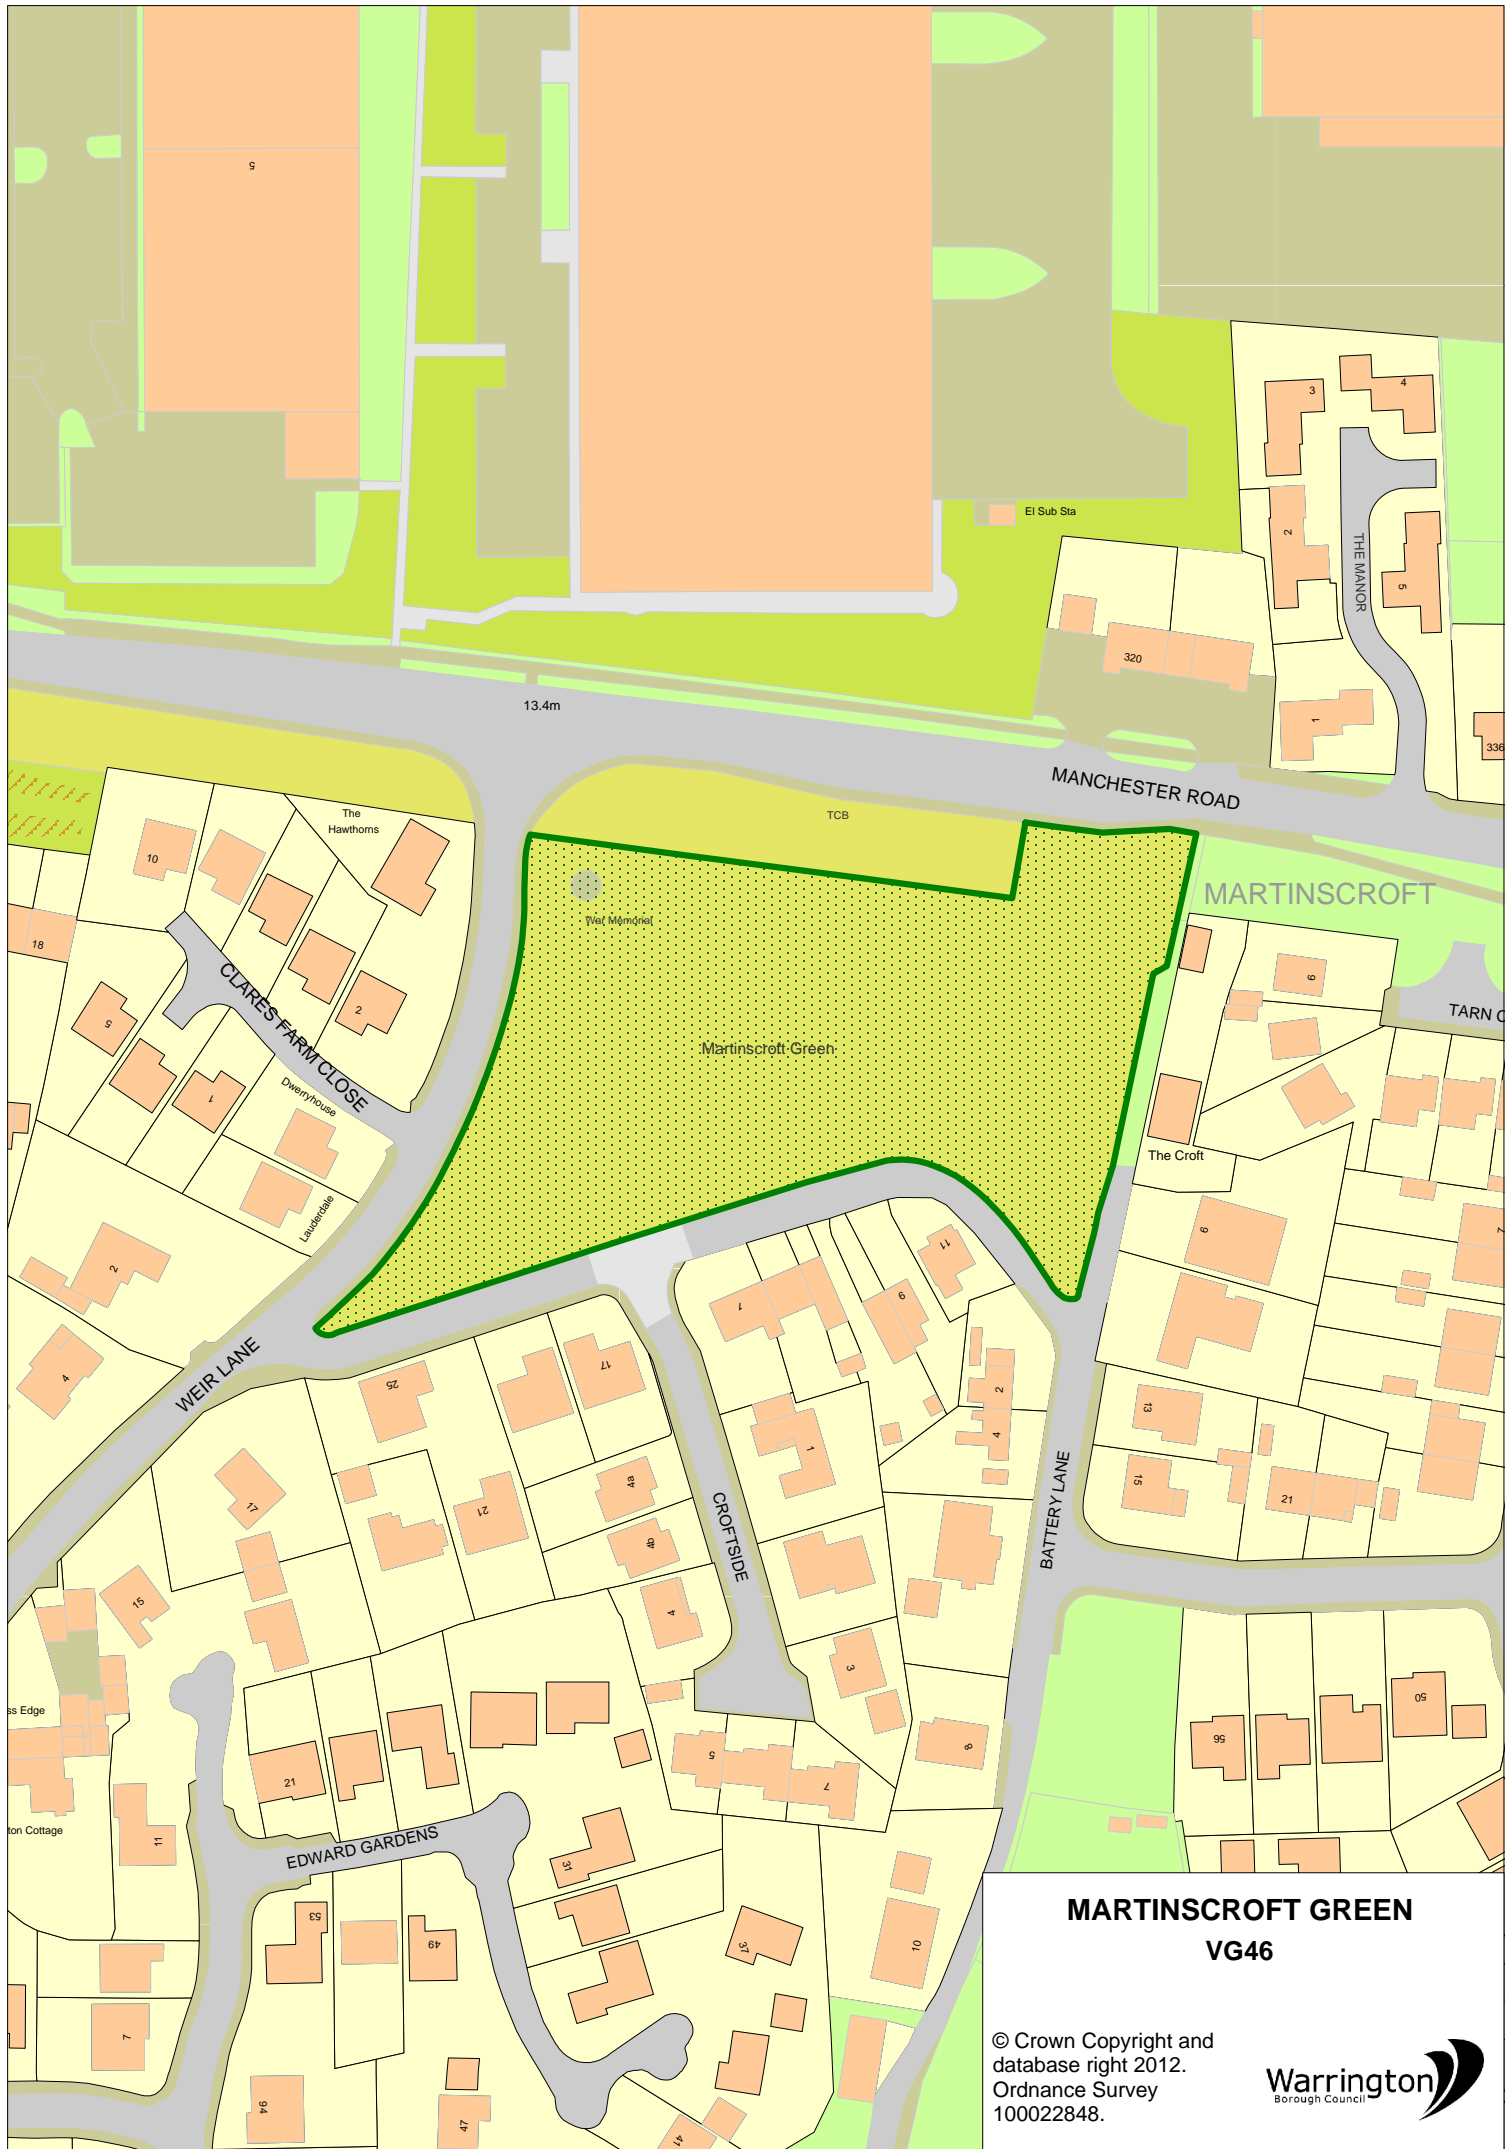 5
El Sub Sta
3
4
2
THE MANOR
5
320
1
336
13.4m
MANCHESTER ROAD
TCB
The
Hawthorns
10
War Memorial
MARTINSCROFT
18
CLARES FARM CLOSE
2
5
1
6
TARN C
Martinscroft Green
Dwerryhouse
Lauderdale
The Croft
2
4
WEIR LANE
9
7
11
9
7
1
25
17
2
4
13
15
21
17
21
4a
4b
CROFTSIDE
BATTERY LANE
15
4
3
ss Edge
21
5
7
8
56
50
ton Cottage
11
EDWARD GARDENS
31
53
49
37
10
7
94
47
41
MARTINSCROFT GREEN
VG46
© Crown Copyright and
database right 2012.
Ordnance Survey
100022848.
Warrington
Borough Council